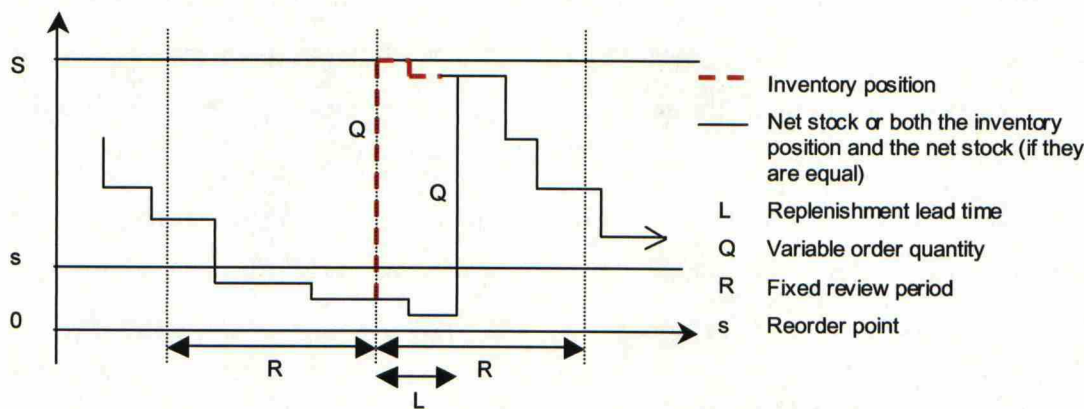 S
Q
Q
s
0
R
R
L
Inventory position
Net stock or both the inventory
position and the net stock (if they
are equal)
L Replenishment lead time
Q Variable order quantity
R Fixed review period
s Reorder point